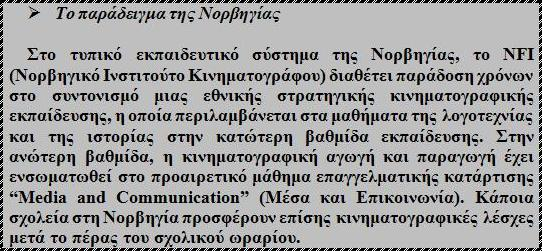 ➢ Το παράδειγμα της Νορβηγίας
Στο τυπικό εκπαιδευτικό σύστημα της Νορβηγίας, το NFI
(Νορβηγικό Ινστιτούτο Κινηματογράφου) διαθέτει παράδοση χρόνων
στο συντονισμό μιας εθνικής στρατηγικής κινηματογραφικής
εκπαίδευσης, η οποία περιλαμβάνεται στα μαθήματα της λογοτεχνίας
και της ιστορίας στην κατώτερη βαθμίδα εκπαίδευσης. Στην
ανώτερη βαθμίδα, η κινηματογραφική αγωγή και παραγωγή έχει
ενσωματωθεί στο προαιρετικό μάθημα επαγγελματικής κατάρτισης
“Media and Communication” (Μέσα και Επικοινωνία). Κάποια
σχολεία στη Νορβηγία προσφέρουν επίσης κινηματογραφικές λέσχες
μετά το πέρας του σχολικού ωραρίου.